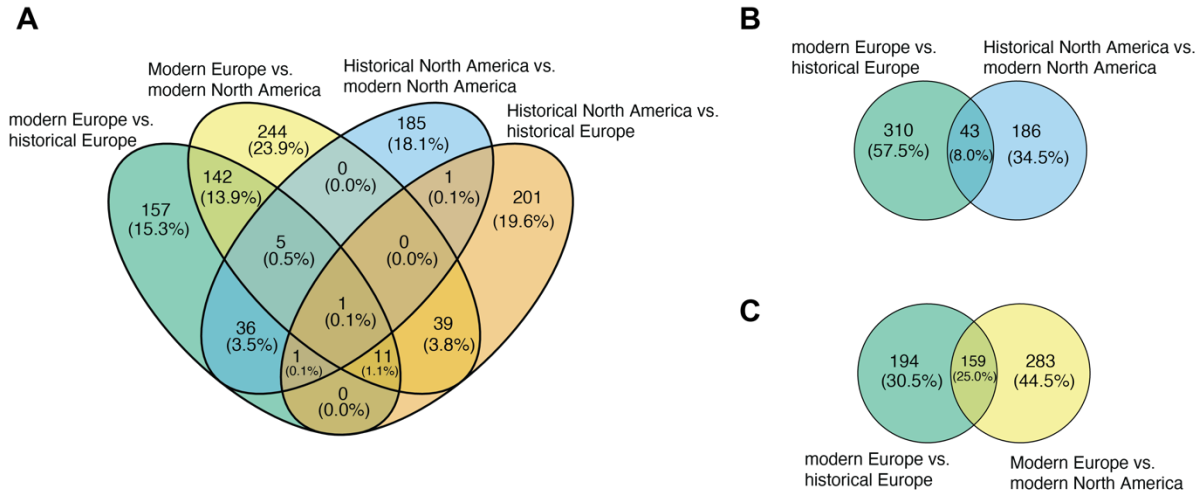 A
Modern Europe vs.
modern North America
Historical North America vs.
modern North America
modern Europe vs.
historical Europe
Historical North America vs.
historical Europe
244
(23.9%)
185
(18.1%)
0
(0.0%)
142
(13.9%)
1
(0.1%)
157
(15.3%)
201
(19.6%)
5
(0.5%)
0
(0.0%)
1
(0.1%)
36
(3.5%)
39
(3.8%)
1
(0.1%)
11
(1.1%)
0
(0.0%)
B
modern Europe vs.
historical Europe
Historical North America vs.
modern North America
310
(57.5%)
43
(8.0%)
186
(34.5%)
C
194
(30.5%)
159
(25.0%)
283
(44.5%)
modern Europe vs.
historical Europe
Modern Europe vs.
modern North America